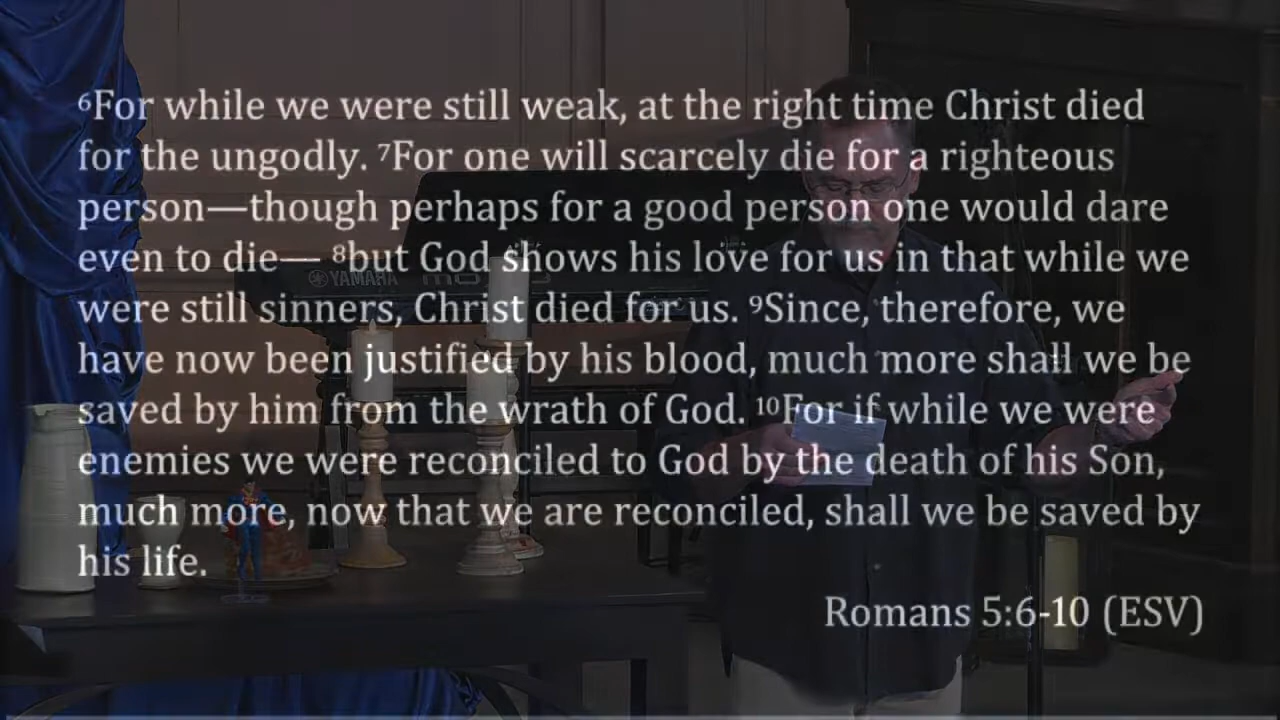 ⁶For while we were still weak, at the right time Christ died
for the ungodly. ⁷For one will scarcely die for a righteous
person—though perhaps for a good person one would dare
even to die— ⁸but God shows his love for us in that while we
YAMAHA
were still sinners, Christ died for us. ⁹Since, therefore, we
have now been justified by his blood, much more shall we be
saved by him from the wrath of God. ¹⁰For if while we were
enemies we were reconciled to God by the death of his Son,
much more, now that we are reconciled, shall we be saved by
his life.
Romans 5:6-10 (ESV)